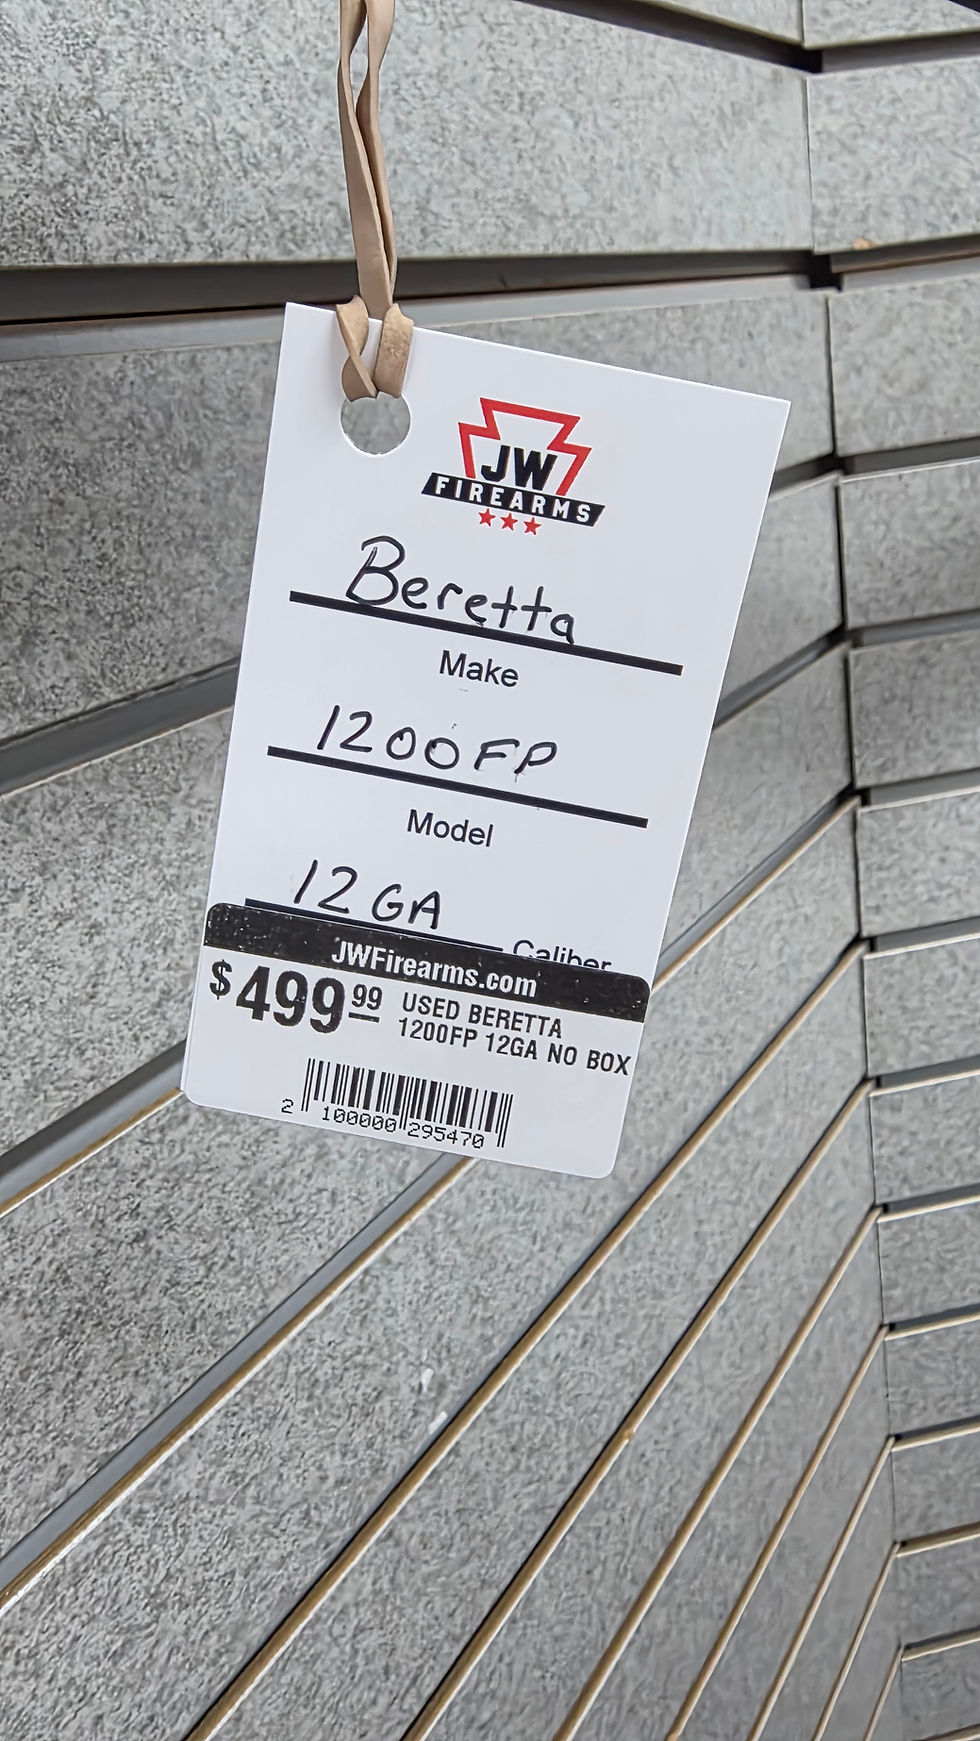 JW
FIREARMS
Beretta
Make
1200FP
Model
12 GA
Caliber
JWFirearms.com
$499.99 USED BERETTA
1200FP 12GA NO BOX
2 100000 295470